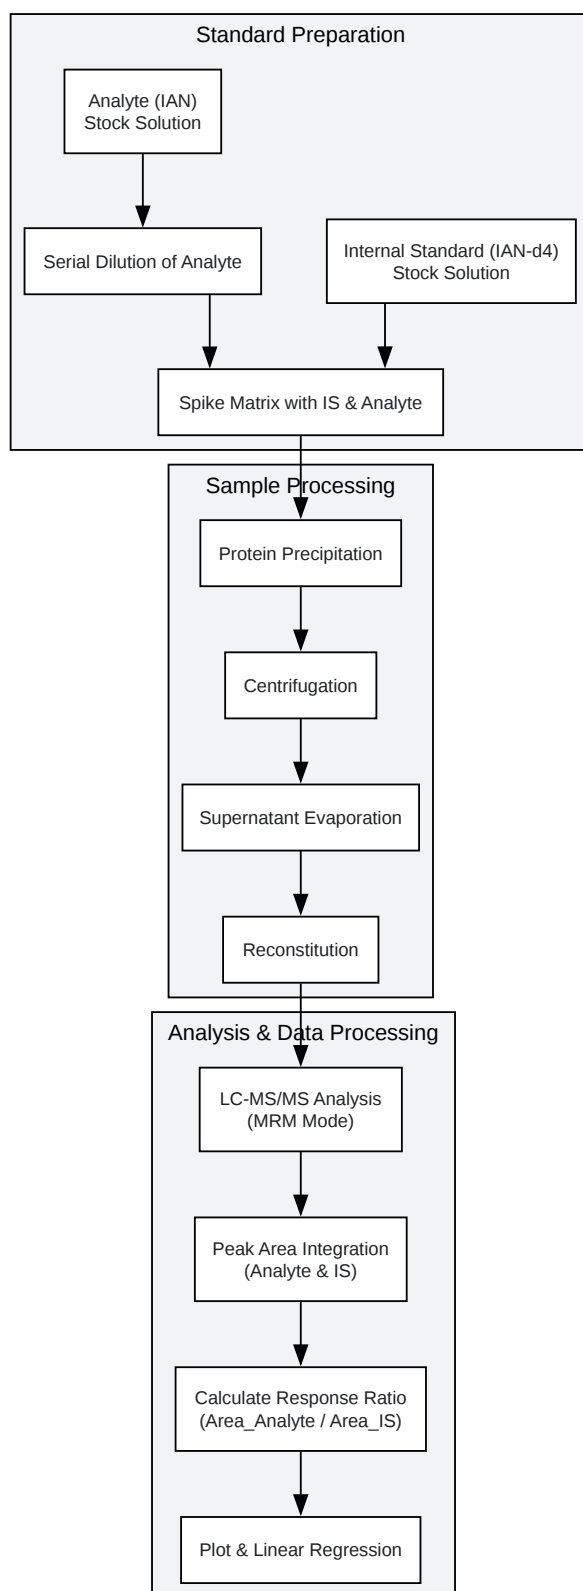 Standard Preparation
Analyte (IAN)
Stock Solution
Serial Dilution of Analyte
Internal Standard (IAN-d4)
Stock Solution
Spike Matrix with IS & Analyte
Sample Processing
Protein Precipitation
Centrifugation
Supernatant Evaporation
Reconstitution
Analysis & Data Processing
LC-MS/MS Analysis
(MRM Mode)
Peak Area Integration
(Analyte & IS)
Calculate Response Ratio
(Area_Analyte / Area_IS)
Plot & Linear Regression